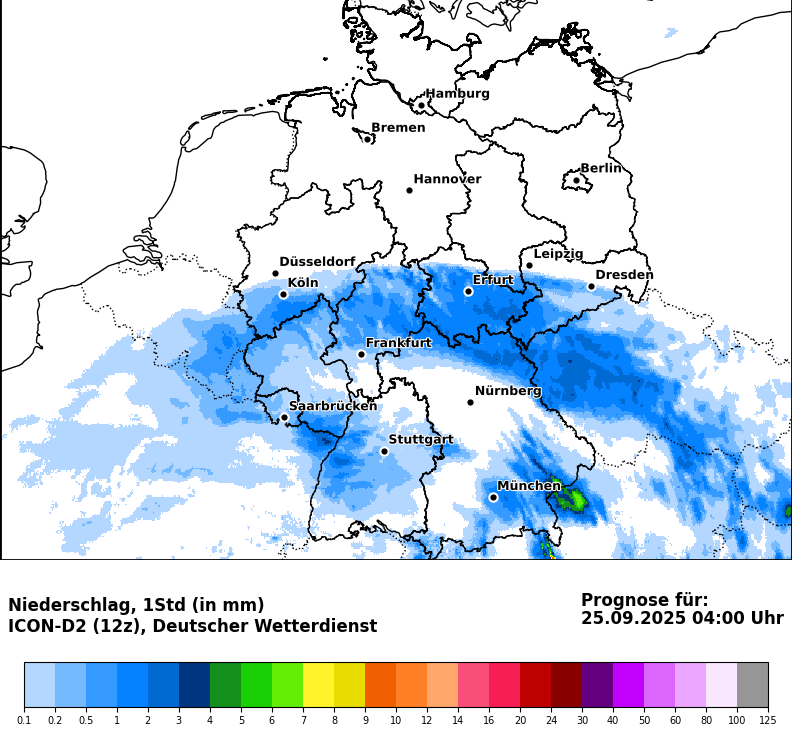 Hamburg
Bremen
Berlin
Hannover
Leipzig
Düsseldorf
Dresden
Köln
Erfurt
Frankfurt
Nürnberg
Saarbrücken
Stuttgart
München
Niederschlag, 1Std (in mm)
ICON-D2 (12z), Deutscher Wetterdienst
Prognose für:
25.09.2025 04:00 Uhr
0.1 0.2 0.5 1 2 3 4 5 6 7 8 9 10 12 14 16 20 24 30 40 50 60 80 100 125